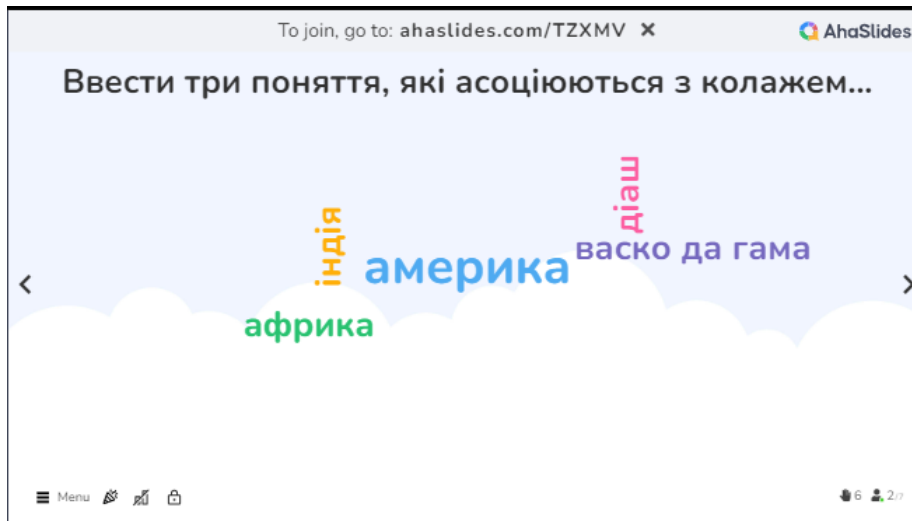 To join, go to: ahaslides.com/TZXMV ✕
AhaSlides
Ввести три поняття, які асоціюються з колажем...
діаш
індія
васко да гама
америка
африка
Menu
6 2/7